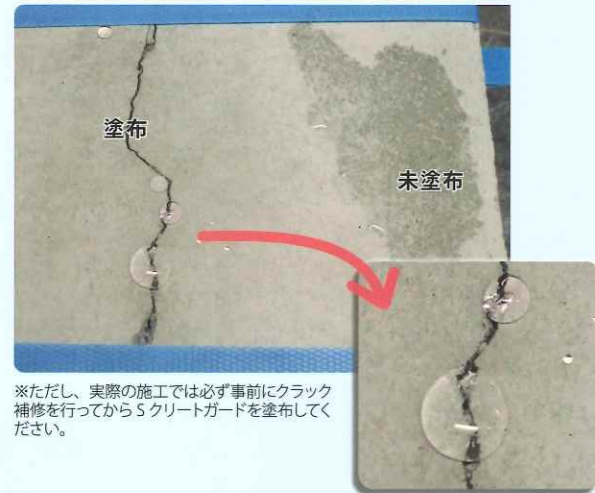 塗布
未塗布
※ただし、実際の施工では必ず事前にクラック
補修を行ってから S クリートガードを塗布してく
ださい。